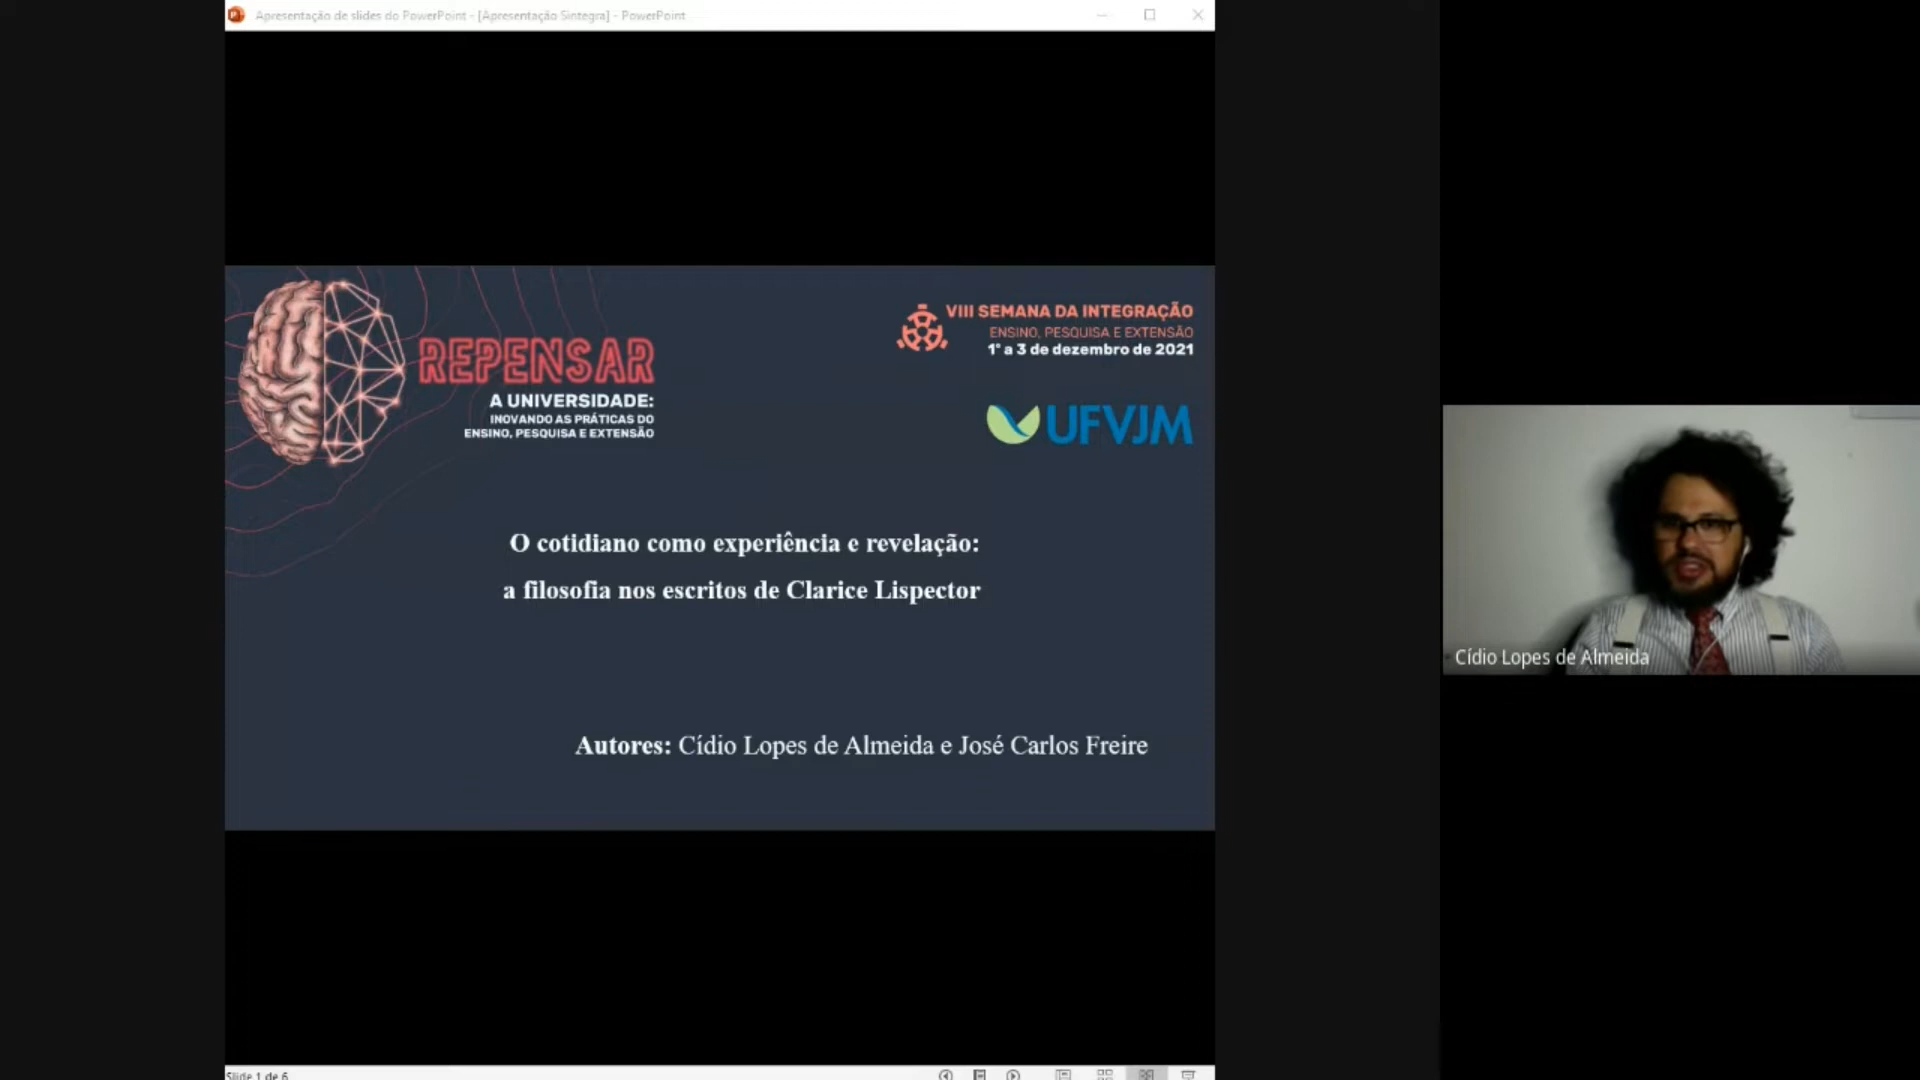 Apresentação de slides do PowerPoint - [Apresentação Sintegra] - PowerPoint
REPENSAR
A UNIVERSIDADE:
INOVANDO AS PRÁTICAS DO
ENSINO, PESQUISA E EXTENSÃO
VIII SEMANA DA INTEGRAÇÃO
ENSINO, PESQUISA E EXTENSÃO
1° a 3 de dezembro de 2021
UFVJM
O cotidiano como experiência e revelação:
a filosofia nos escritos de Clarice Lispector
Autores: Cídio Lopes de Almeida e José Carlos Freire
Cídio Lopes de Almeida
Slide 1 de 6